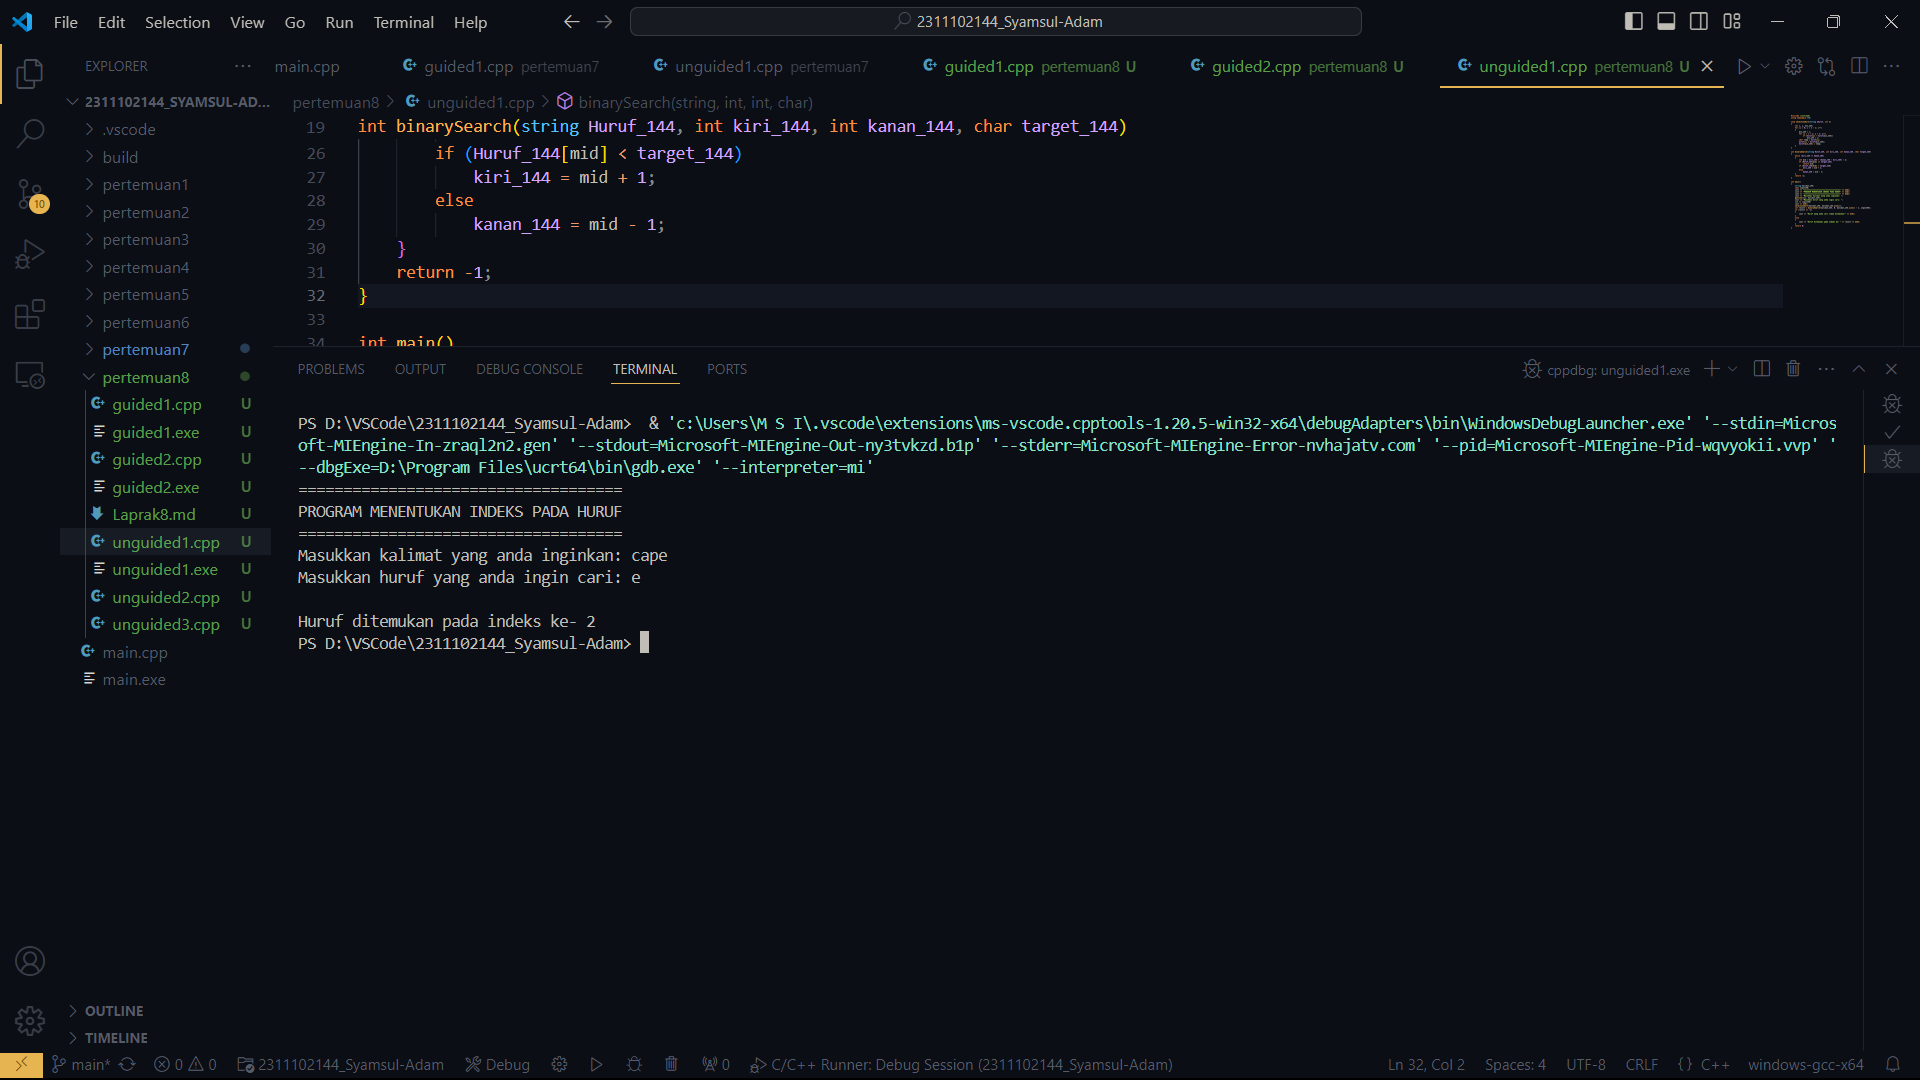 File Edit Selection View Go Run Terminal Help
2311102144_Syamsul-Adam
EXPLORER
main.cpp
guided1.cpp pertemuan7
unguided1.cpp pertemuan7
guided1.cpp pertemuan8 U
guided2.cpp pertemuan8 U
unguided1.cpp pertemuan8 U
2311102144_SYAMSUL-AD...
.vscode
build
pertemuan1
pertemuan2
pertemuan3
pertemuan4
pertemuan5
pertemuan6
pertemuan7
pertemuan8
guided1.cpp U
guided1.exe U
guided2.cpp U
guided2.exe U
Laprak8.md U
unguided1.cpp U
unguided1.exe U
unguided2.cpp U
unguided3.cpp U
main.cpp
main.exe
OUTLINE
TIMELINE
10
pertemuan8 > unguided1.cpp > binarySearch(string, int, int, char)
19 int binarySearch(string Huruf_144, int kiri_144, int kanan_144, char target_144)
26 if (Huruf_144[mid] < target_144)
27 kiri_144 = mid + 1;
28 else
29 kanan_144 = mid - 1;
30 }
31 return -1;
32 }
33
34 int main()
PROBLEMS OUTPUT DEBUG CONSOLE TERMINAL PORTS
cppdbg: unguided1.exe
PS D:\VSCode\2311102144_Syamsul-Adam>  & 'c:\Users\M S I\.vscode\extensions\ms-vscode.cpptools-1.20.5-win32-x64\debugAdapters\bin\WindowsDebugLauncher.exe' '--stdin=Micros
oft-MIEngine-In-zraql2n2.gen' '--stdout=Microsoft-MIEngine-Out-ny3tvkzd.b1p' '--stderr=Microsoft-MIEngine-Error-nvhajatv.com' '--pid=Microsoft-MIEngine-Pid-wqvyokii.vvp' '
--dbgExe=D:\Program Files\ucrt64\bin\gdb.exe' '--interpreter=mi'
====================================
PROGRAM MENENTUKAN INDEKS PADA HURUF
====================================
Masukkan kalimat yang anda inginkan: cape
Masukkan huruf yang anda ingin cari: e
Huruf ditemukan pada indeks ke- 2
PS D:\VSCode\2311102144_Syamsul-Adam>
main* 0 0 2311102144_Syamsul-Adam Debug 0 C/C++ Runner: Debug Session (2311102144_Syamsul-Adam) Ln 32, Col 2 Spaces: 4 UTF-8 CRLF {} C++ windows-gcc-x64